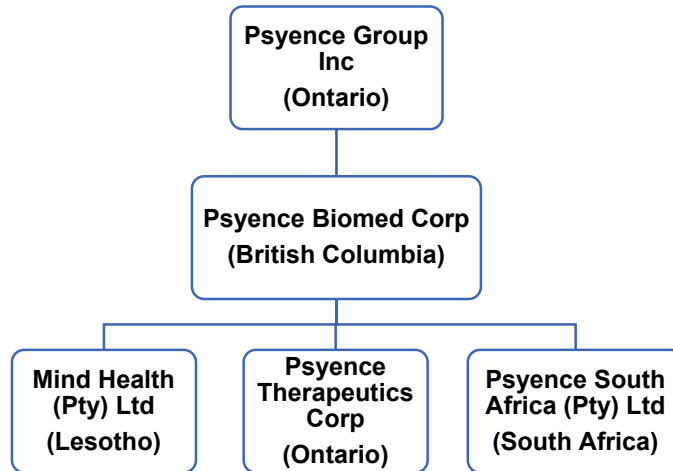 Psyence Group
Inc
(Ontario)
Psyence Biomed Corp
(British Columbia)
Mind Health
(Pty) Ltd
(Lesotho)
Psyence
Therapeutics
Corp
(Ontario)
Psyence South
Africa (Pty) Ltd
(South Africa)